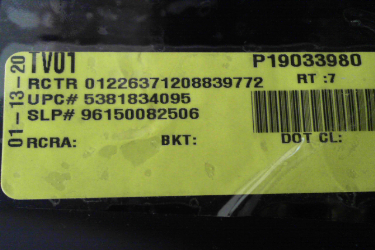 01-13-20
TV01
P19033980
RT :7
RCTR 01226371208839772
UPC# 5381834095
SLP# 96150082506
RCRA:
BKT:
DOT CL: